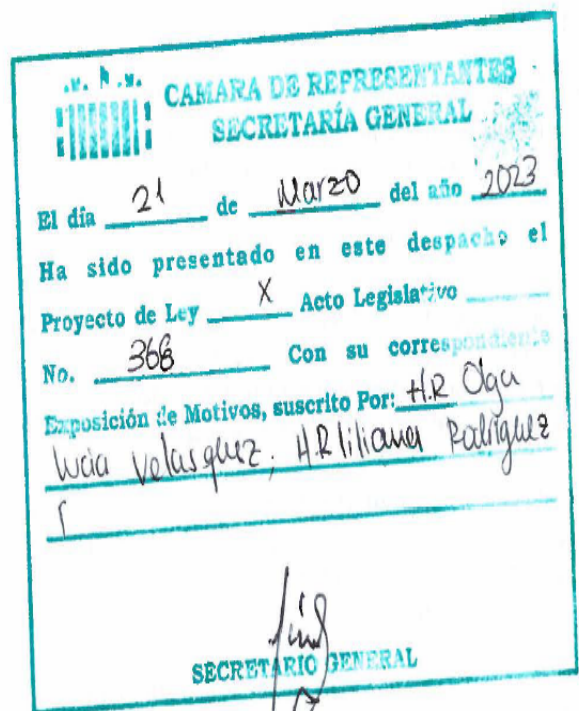 CAMARA DE REPRESENTANTES
SECRETARÍA GENERAL
El día 21 de Marzo del año 2023
Ha sido presentado en este despacho el
Proyecto de Ley X Acto Legislativo
No. 366 Con su correspondiente
Exposición de Motivos, suscrito Por: H.R Olga
Lucia Velasquez; H.R liliana Rodriguez
SECRETARIO GENERAL